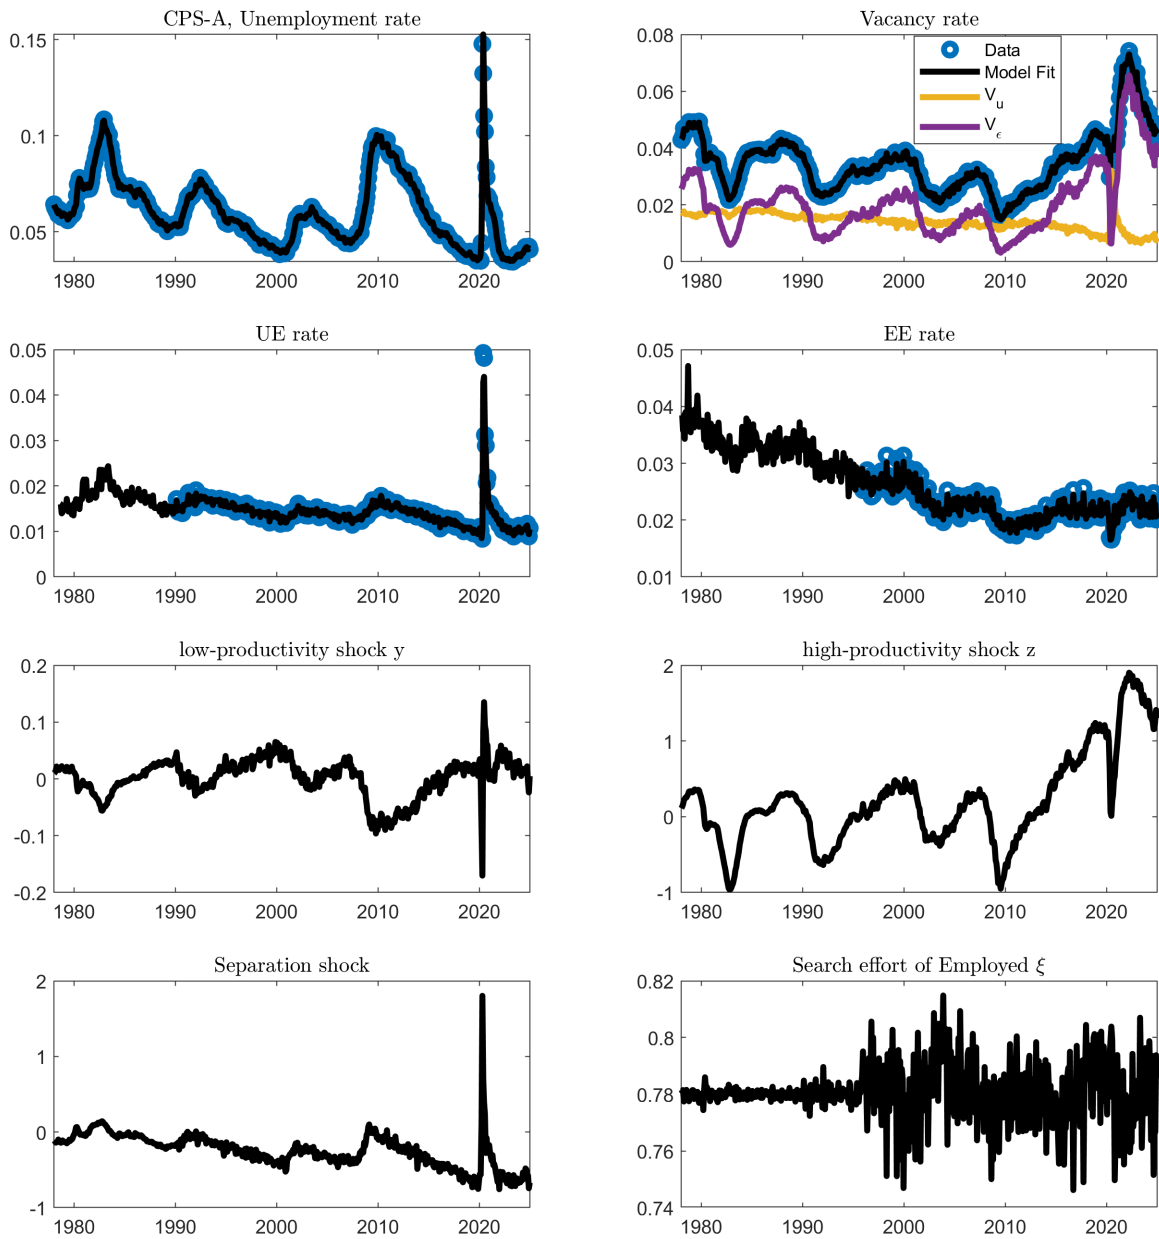 CPS-A, Unemployment rate
0.15
0.1
0.05
1980 1990 2000 2010 2020
Vacancy rate
0.08
0.06
0.04
0.02
0
Data
Model Fit
V_u
V_ϵ
1980 1990 2000 2010 2020
UE rate
0.05
0.04
0.03
0.02
0.01
0
1980 1990 2000 2010 2020
EE rate
0.05
0.04
0.03
0.02
0.01
1980 1990 2000 2010 2020
low-productivity shock y
0.2
0.1
0
-0.1
-0.2
1980 1990 2000 2010 2020
high-productivity shock z
2
1
0
-1
1980 1990 2000 2010 2020
Separation shock
2
1
0
-1
1980 1990 2000 2010 2020
Search effort of Employed ξ
0.82
0.8
0.78
0.76
0.74
1980 1990 2000 2010 2020